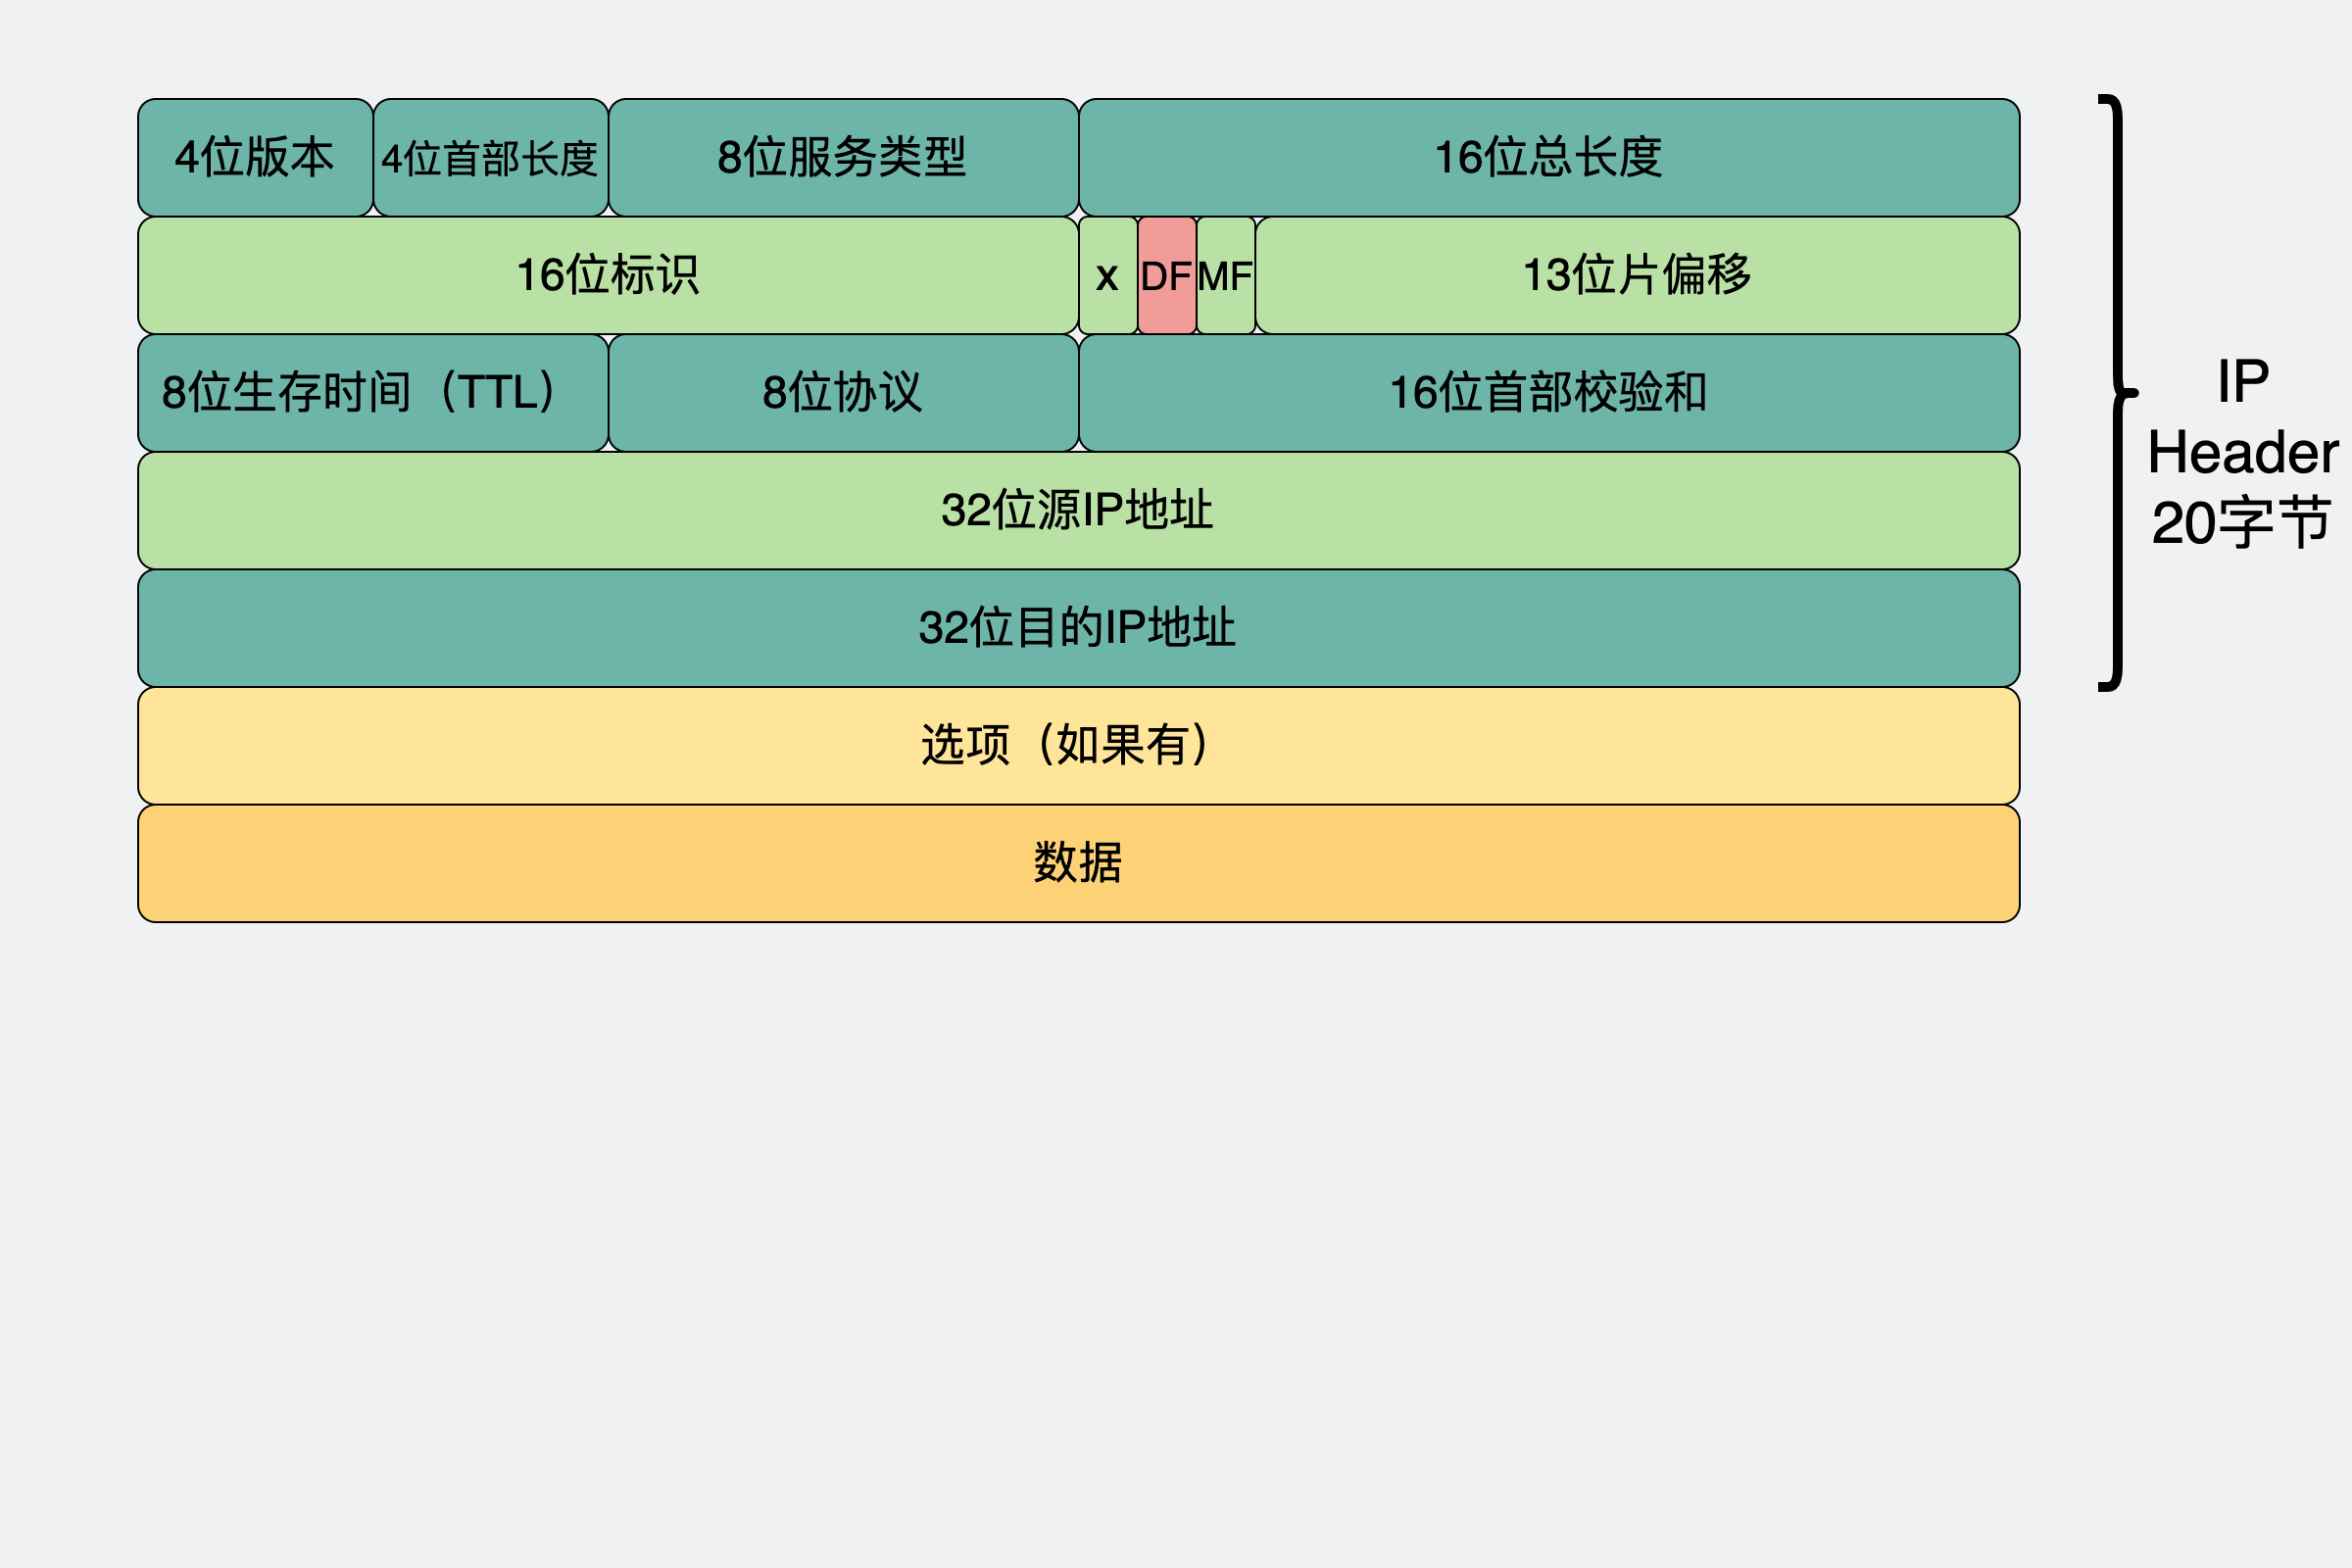 4位版本
4位首部长度
8位服务类型
16位总长度
16位标识
x
DF
MF
13位片偏移
8位生存时间（TTL）
8位协议
16位首部校验和
32位源IP地址
32位目的IP地址
选项（如果有）
数据
IP
Header
20字节